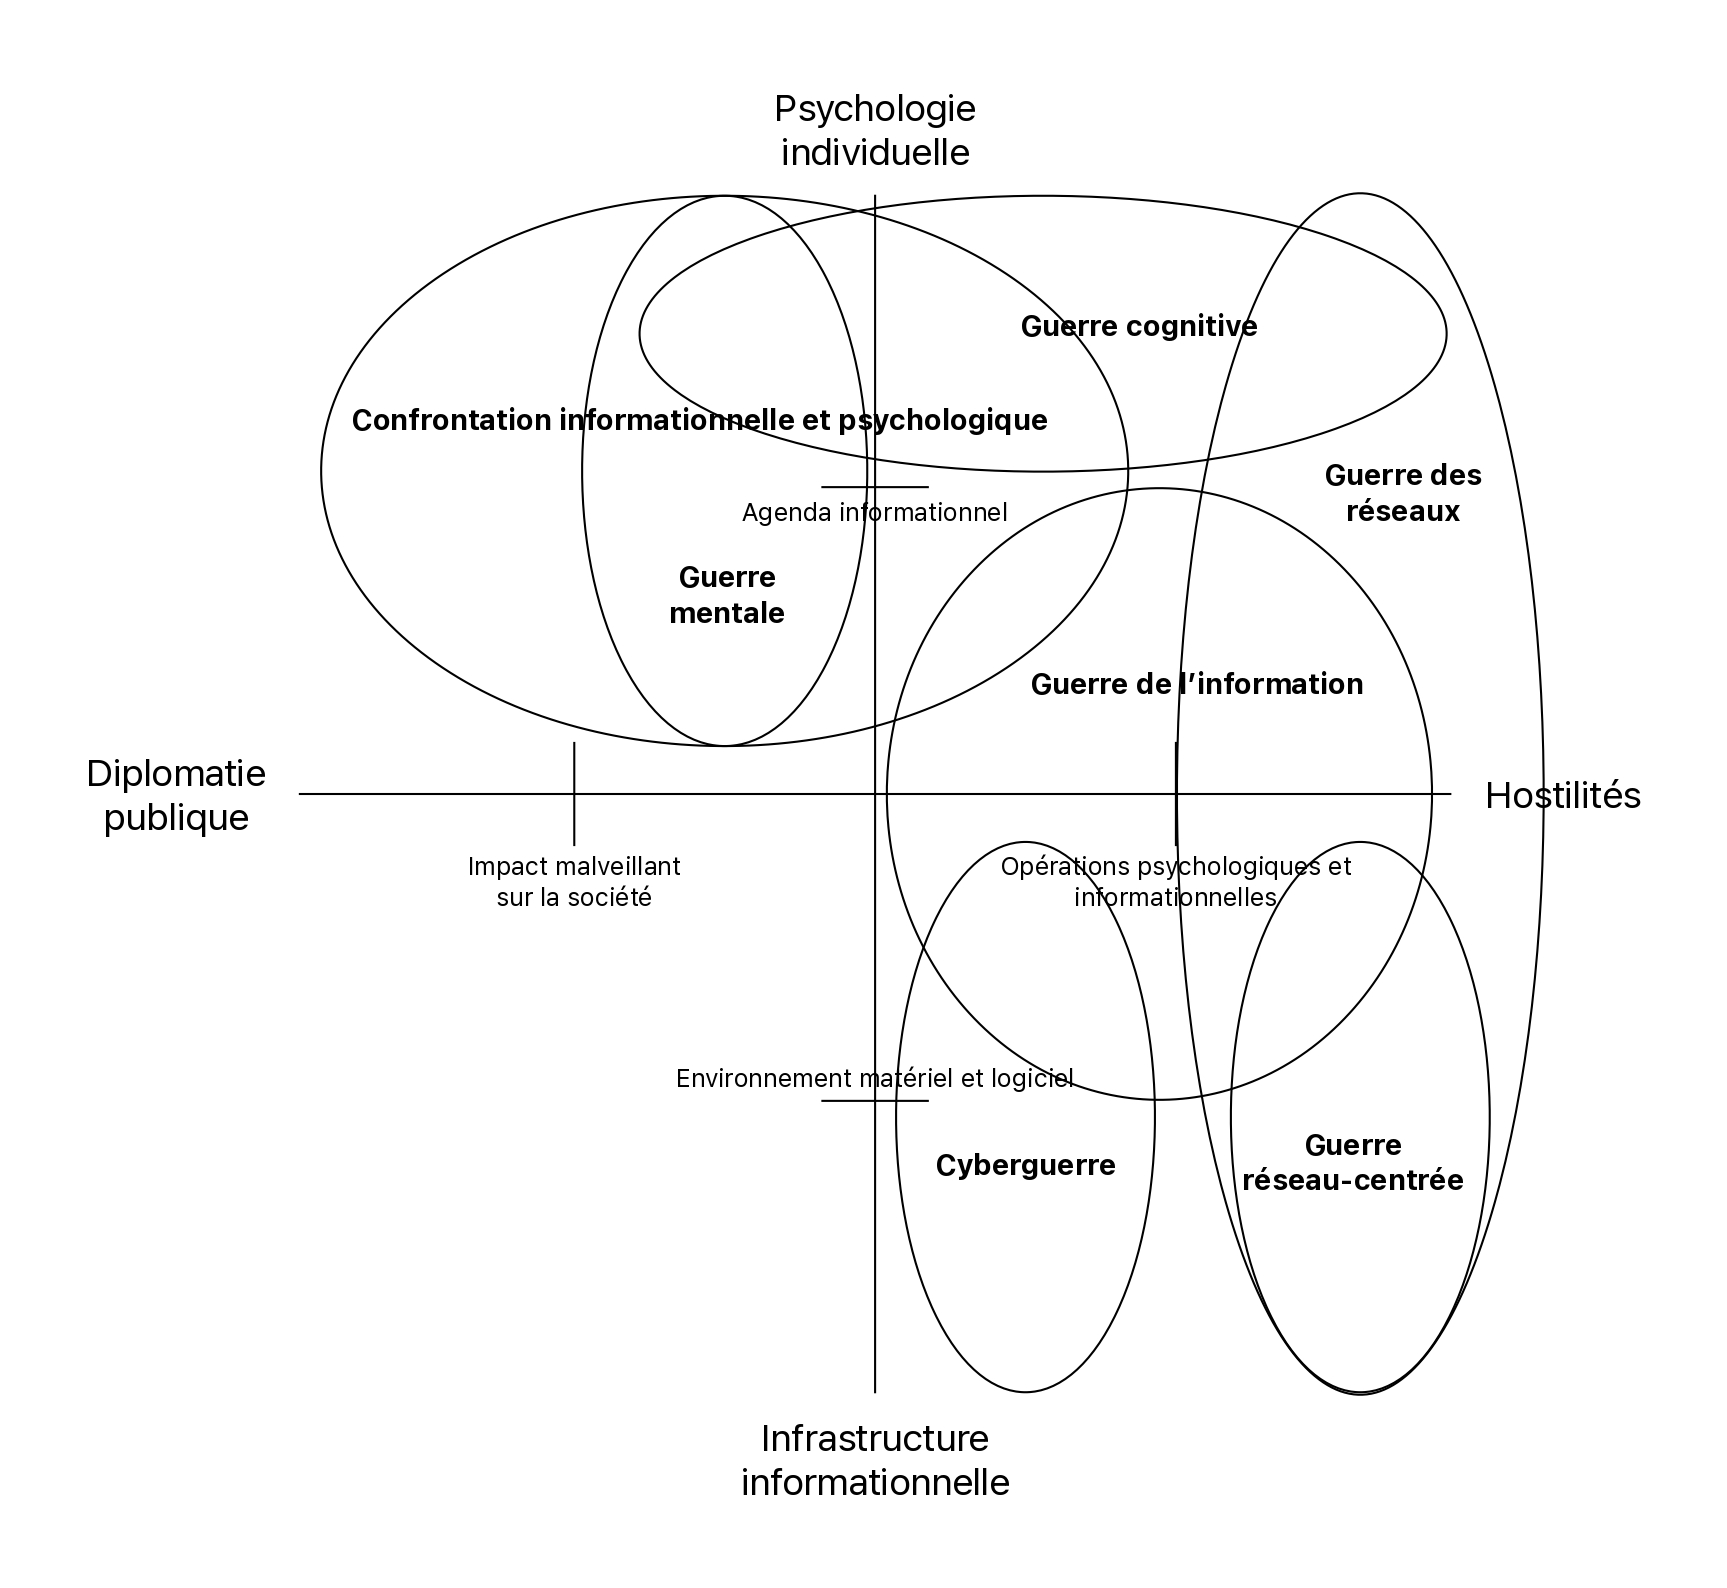 Psychologie
individuelle
Guerre cognitive
Confrontation informationnelle et psychologique
Guerre des
réseaux
Agenda informationnel
Guerre
mentale
Guerre de l’information
Diplomatie
publique
Hostilités
Impact malveillant
sur la société
Opérations psychologiques et
informationnelles
Environnement matériel et logiciel
Cyberguerre
Guerre
réseau-centrée
Infrastructure
informationnelle